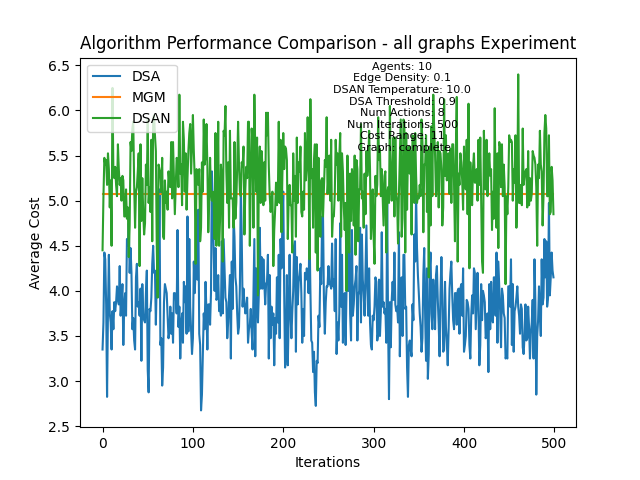 Algorithm Performance Comparison - all graphs Experiment
DSA
MGM
DSAN
Agents: 10
Edge Density: 0.1
DSAN Temperature: 10.0
DSA Threshold: 0.9
Num Actions: 8
Num Iterations: 500
Cost Range: 11
Graph: complete
Average Cost
6.5
6.0
5.5
5.0
4.5
4.0
3.5
3.0
2.5
0
100
200
300
400
500
Iterations